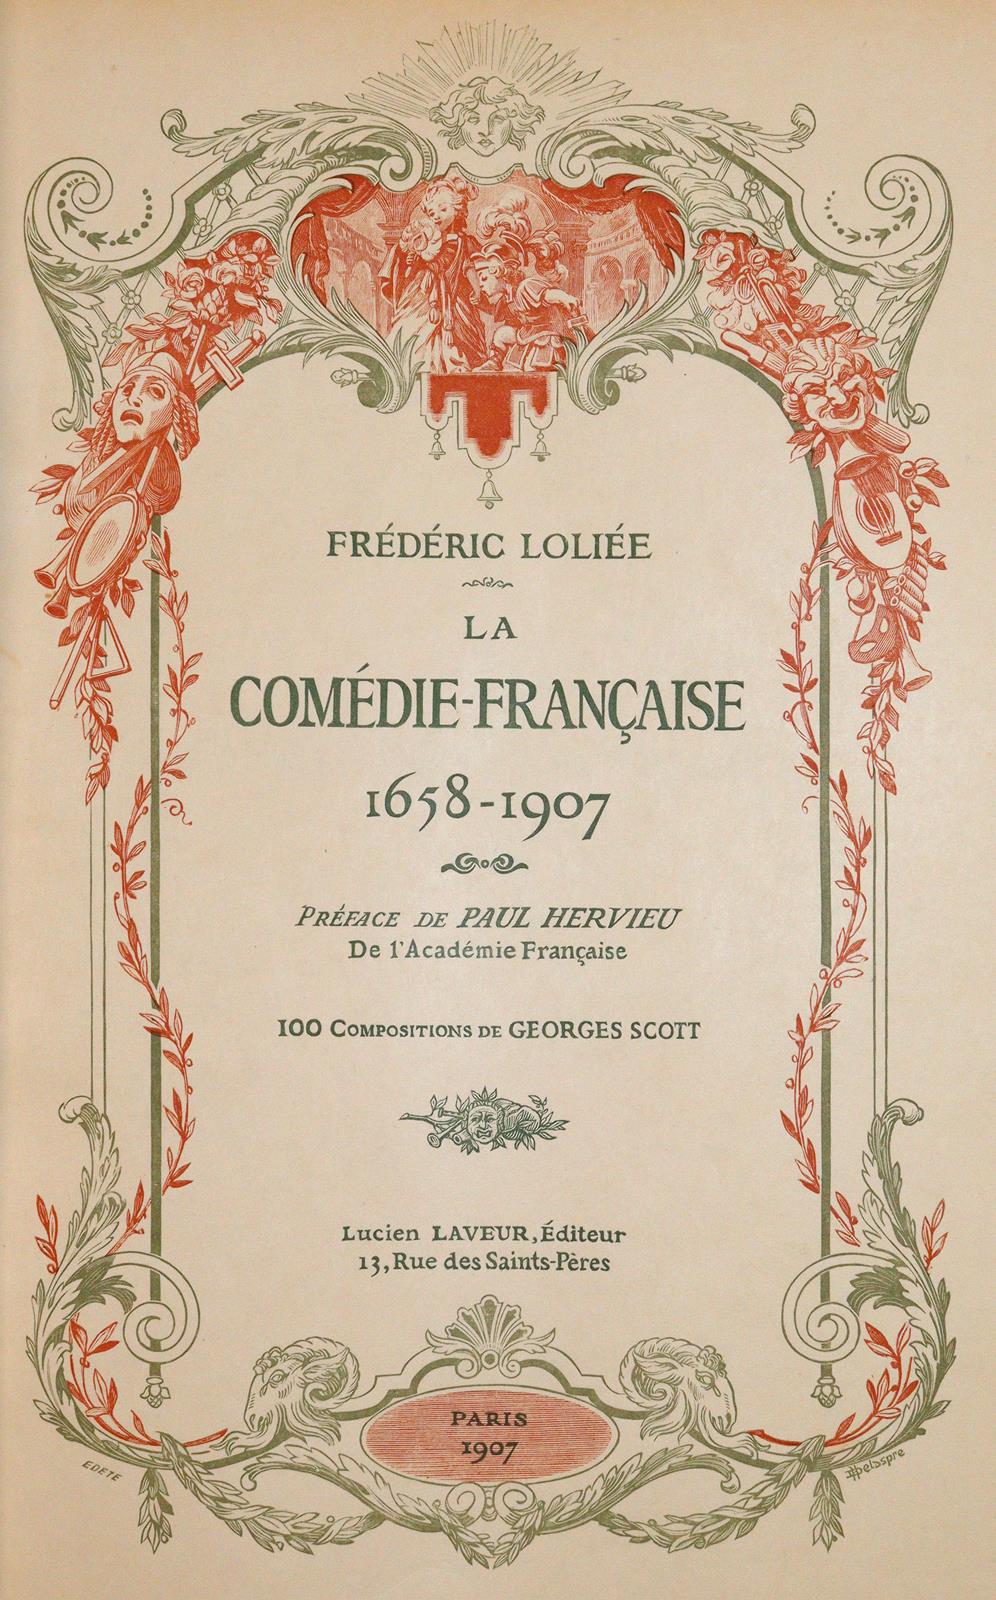 FRÉDÉRIC LOLIÉE
LA
COMÉDIE-FRANÇAISE
1658-1907
PRÉFACE DE PAUL HERVIEU
De l'Académie Française
100 COMPOSITIONS DE GEORGES SCOTT
Lucien LAVEUR, Éditeur
13, Rue des Saints-Pères
PARIS
1907
EDETE